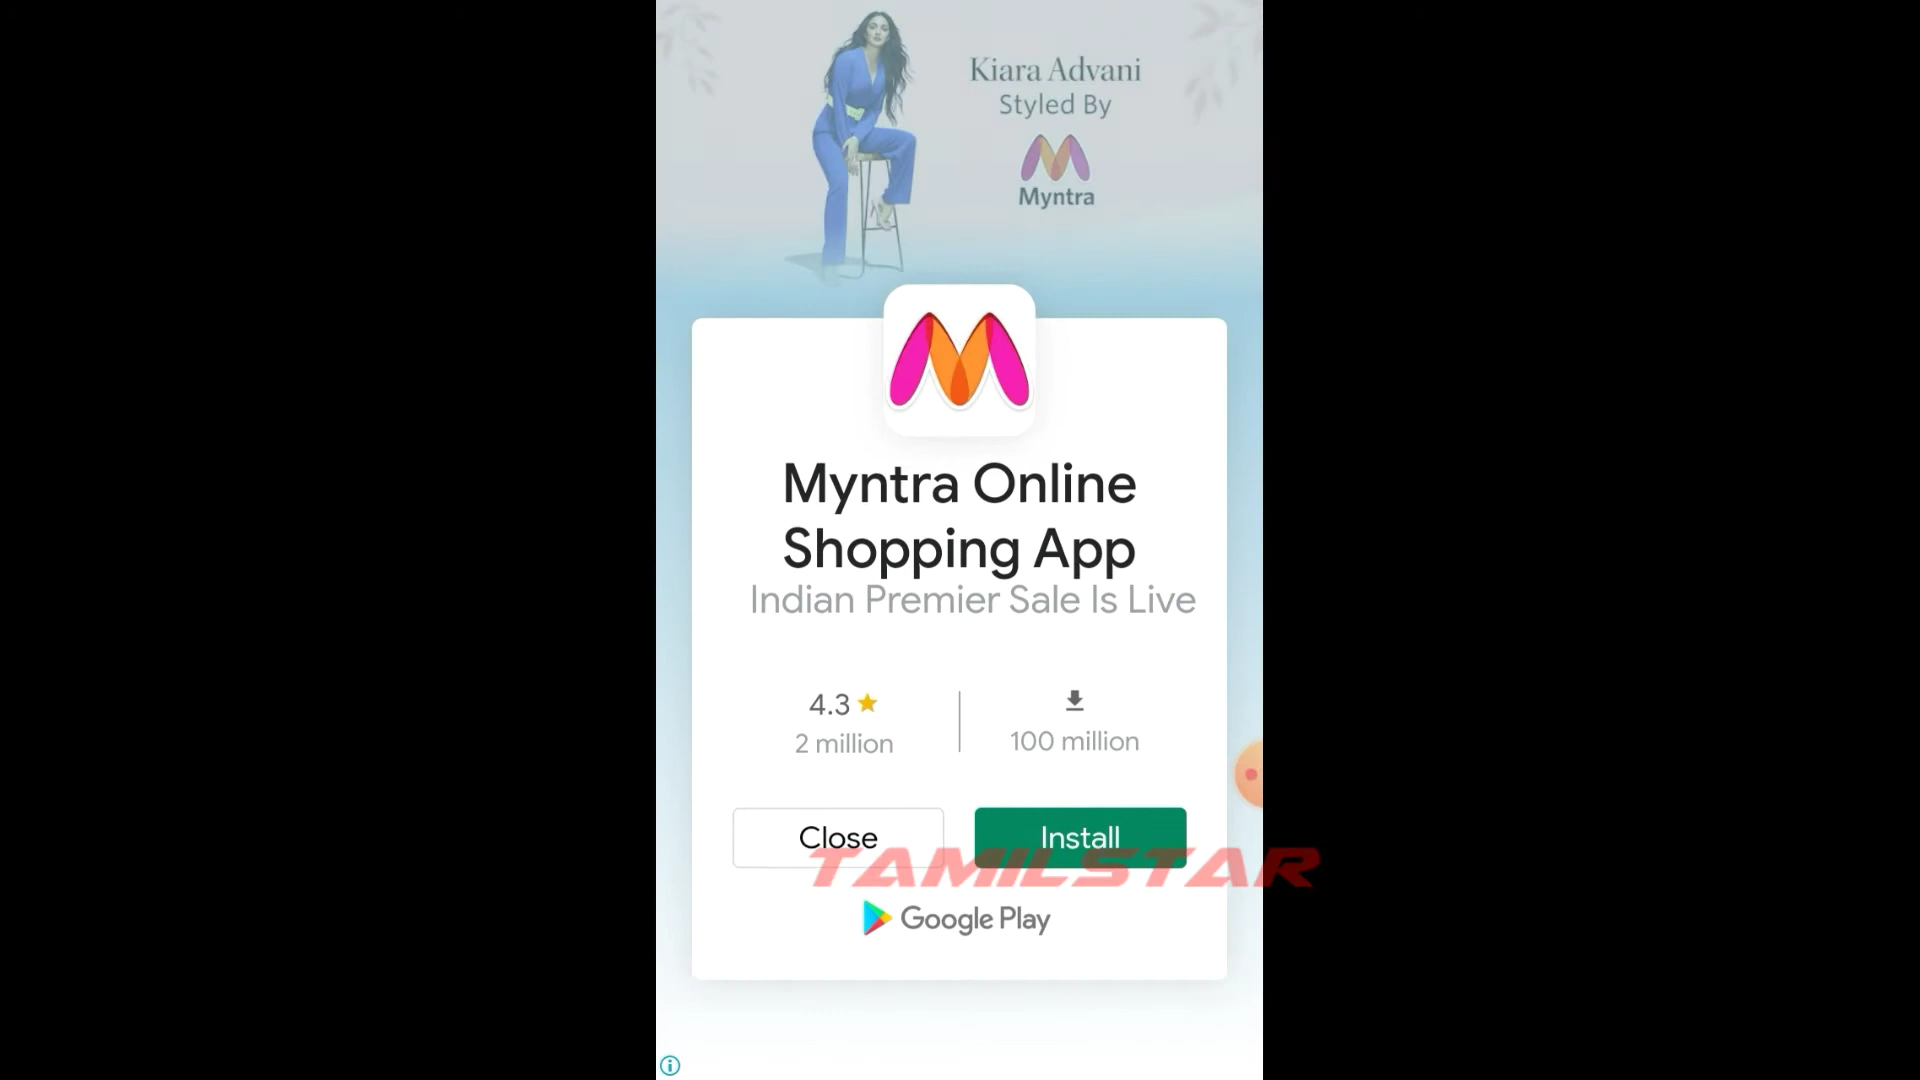 Kiara Advani
Styled By
Myntra
Myntra Online
Shopping App
Indian Premier Sale Is Live
4.3
2 million
100 million
Close
Install
TAMILSTAR
Google Play